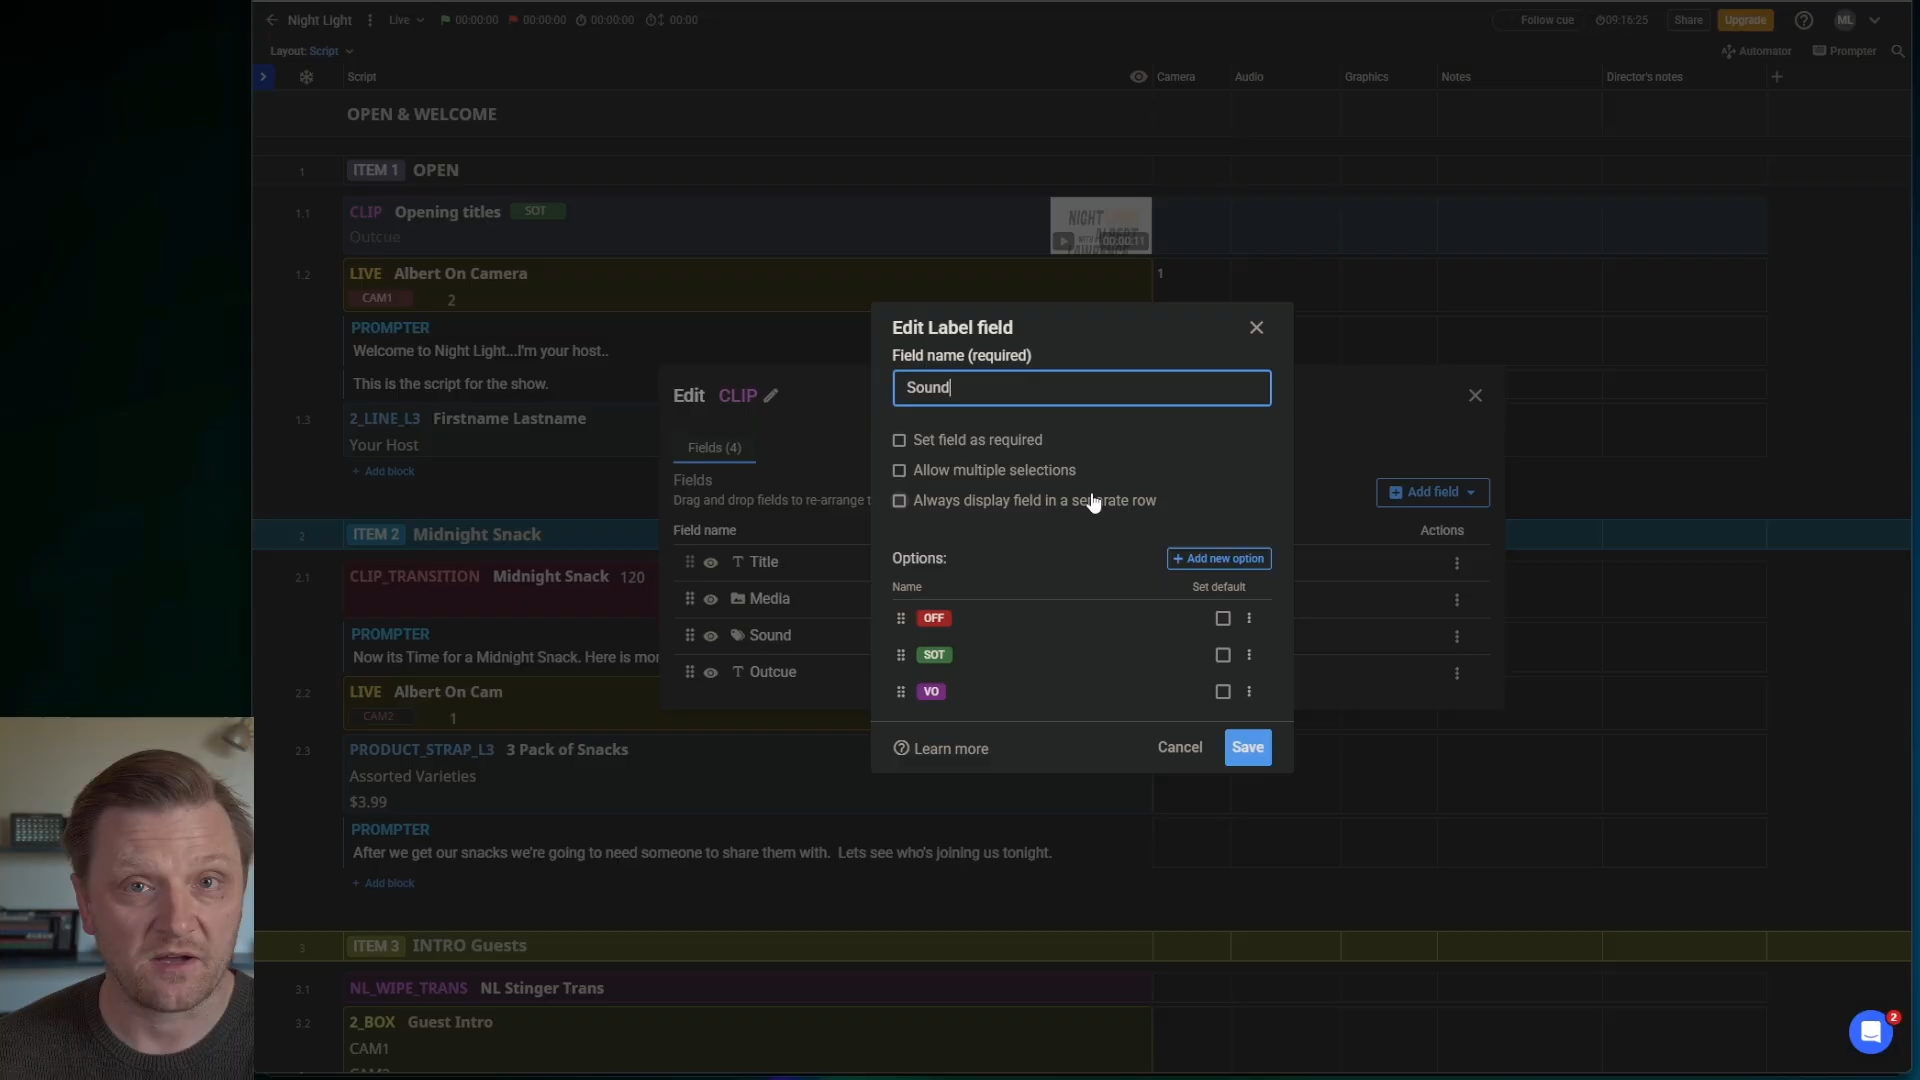 Night Light
Live
00:00:00
00:00:00
00:00:00
00:00
Follow cue
09:16:25
Share
Upgrade
ML
Layout: Script
Automator
Prompter
Script
Camera
Audio
Graphics
Notes
Director's notes
OPEN & WELCOME
1
ITEM 1 OPEN
1.1
CLIP Opening titles SOT
Outcue
NIGHT
WITH
00:00:11
1.2
LIVE Albert On Camera
1
CAM1 2
PROMPTER
Welcome to Night Light...I'm your host..
This is the script for the show.
1.3
2_LINE_L3 Firstname Lastname
Your Host
+ Add block
2
ITEM 2 Midnight Snack
2.1
CLIP_TRANSITION Midnight Snack 120
PROMPTER
Now its Time for a Midnight Snack. Here is mor
2.2
LIVE Albert On Cam
CAM2 1
2.3
PRODUCT_STRAP_L3 3 Pack of Snacks
Assorted Varieties
$3.99
PROMPTER
After we get our snacks we're going to need someone to share them with. Lets see who's joining us tonight.
+ Add block
3
ITEM 3 INTRO Guests
3.1
NL_WIPE_TRANS NL Stinger Trans
3.2
2_BOX Guest Intro
CAM1
CAM2
Edit CLIP
Fields (4)
Fields
Drag and drop fields to re-arrange t
Add field
Field name
Actions
Title
Media
Sound
Outcue
Edit Label field
Field name (required)
Sound
Set field as required
Allow multiple selections
Always display field in a separate row
Options:
+ Add new option
Name
Set default
OFF
SOT
VO
Learn more
Cancel
Save
2